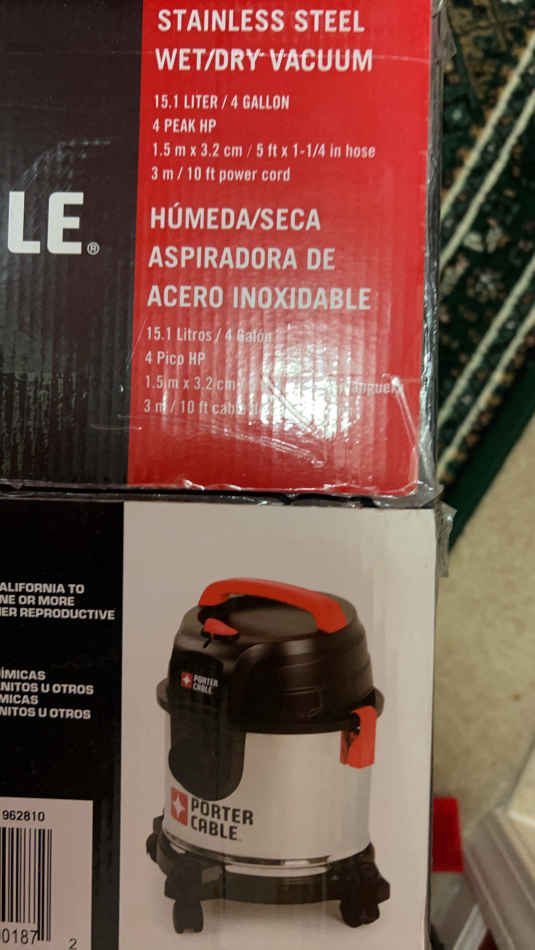 STAINLESS STEEL
WET/DRY VACUUM
15.1 LITER / 4 GALLON
4 PEAK HP
1.5 m x 3.2 cm / 5 ft x 1-1/4 in hose
3 m / 10 ft power cord
LE®
HÚMEDA/SECA
ASPIRADORA DE
ACERO INOXIDABLE
15.1 Litros / 4 Galón
4 Pico HP
1.5 m x 3.2 cm
3 m / 10 ft
ALIFORNIA TO
NE OR MORE
ER REPRODUCTIVE
ÍMICAS
NITOS U OTROS
MICAS
NITOS U OTROS
PORTER
CABLE
PORTER
CABLE
962810
00187 2